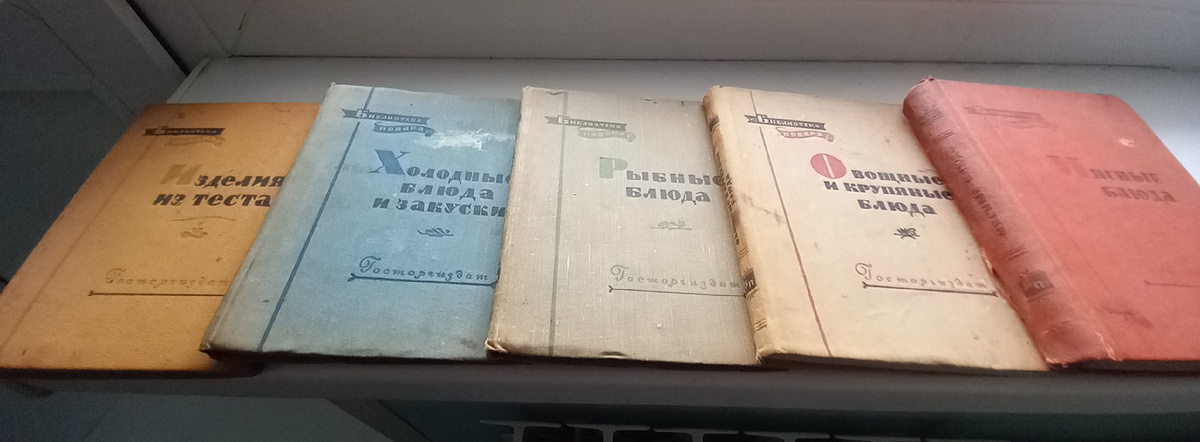 Библиотека
Изделия
из теста
Госторгиздат
Библиотека
повара
Холодные
блюда
и закуски
Госторгиздат
Библиотека
повара
Рыбные
блюда
Госторгиздат
Библиотека
повара
Овощные
и крупяные
блюда
Госторгиздат
Мясные
блюда